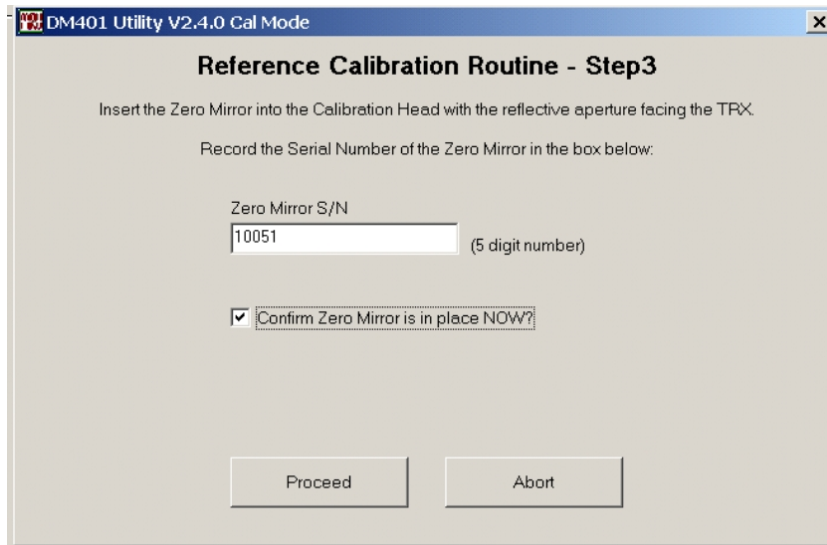 DM401 Utility V2.4.0 Cal Mode
Reference Calibration Routine - Step3
Insert the Zero Mirror into the Calibration Head with the reflective aperture facing the TRX.
Record the Serial Number of the Zero Mirror in the box below:
Zero Mirror S/N
10051
(5 digit number)
Confirm Zero Mirror is in place NOW?
Proceed Abort